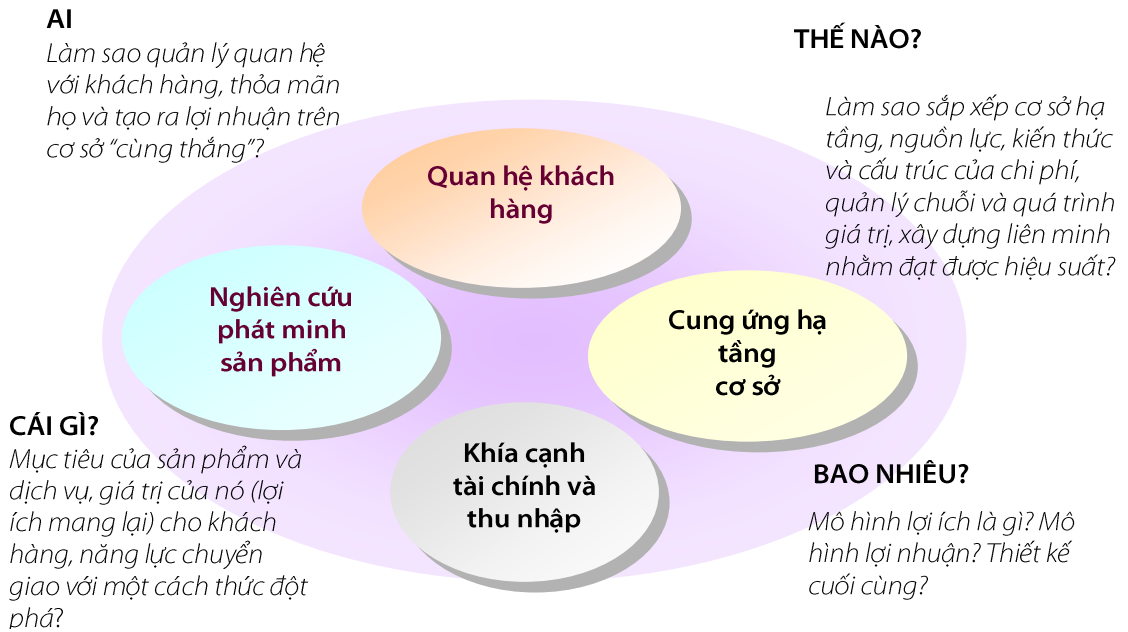 AI
Làm sao quản lý quan hệ
với khách hàng, thỏa mãn
họ và tạo ra lợi nhuận trên
cơ sở “cùng thắng”?
THẾ NÀO?
Làm sao sắp xếp cơ sở hạ
tầng, nguồn lực, kiến thức
và cấu trúc của chi phí,
quản lý chuỗi và quá trình
giá trị, xây dựng liên minh
nhằm đạt được hiệu suất?
Quan hệ khách
hàng
Nghiên cứu
phát minh
sản phẩm
Cung ứng hạ
tầng
cơ sở
Khía cạnh
tài chính và
thu nhập
CÁI GÌ?
Mục tiêu của sản phẩm và
dịch vụ, giá trị của nó (lợi
ích mang lại) cho khách
hàng, năng lực chuyển
giao với một cách thức đột
phá?
BAO NHIÊU?
Mô hình lợi ích là gì? Mô
hình lợi nhuận? Thiết kế
cuối cùng?